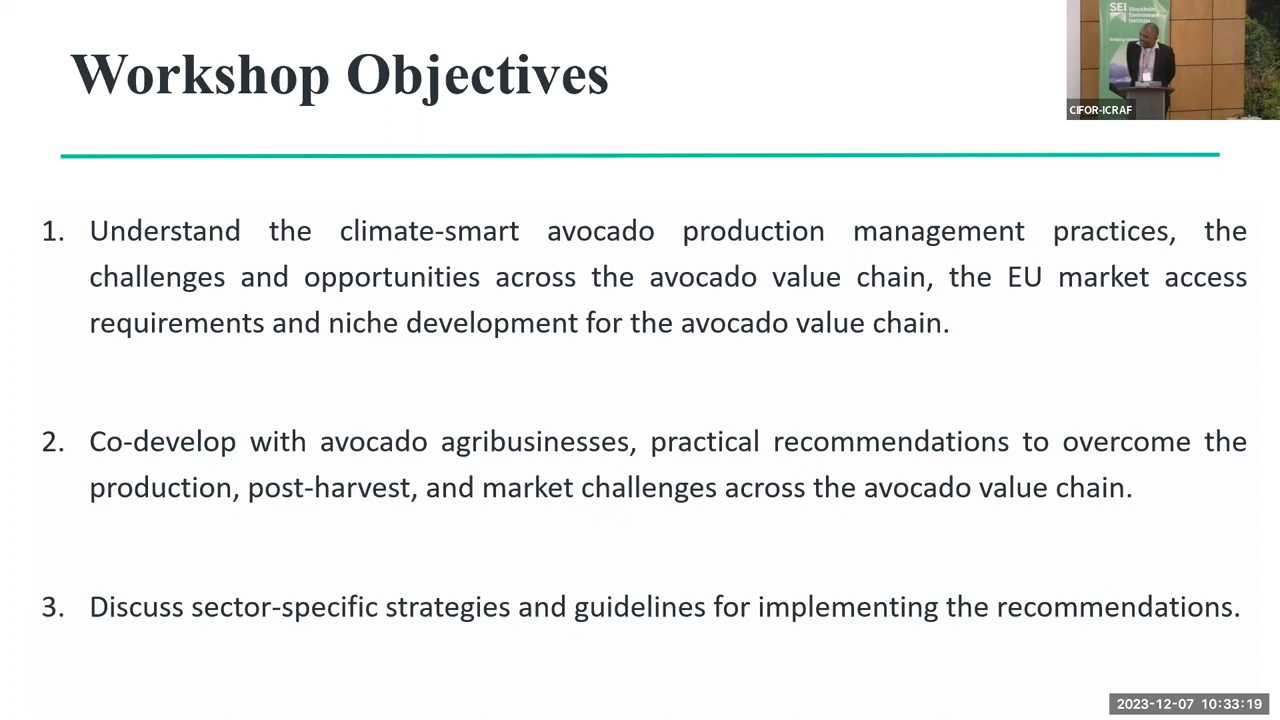 Workshop Objectives
SEI Stockholm
Environment
Institute
CIFOR-ICRAF
1. Understand the climate-smart avocado production management practices, the
challenges and opportunities across the avocado value chain, the EU market access
requirements and niche development for the avocado value chain.
2. Co-develop with avocado agribusinesses, practical recommendations to overcome the
production, post-harvest, and market challenges across the avocado value chain.
3. Discuss sector-specific strategies and guidelines for implementing the recommendations.
2023-12-07 10:33:19